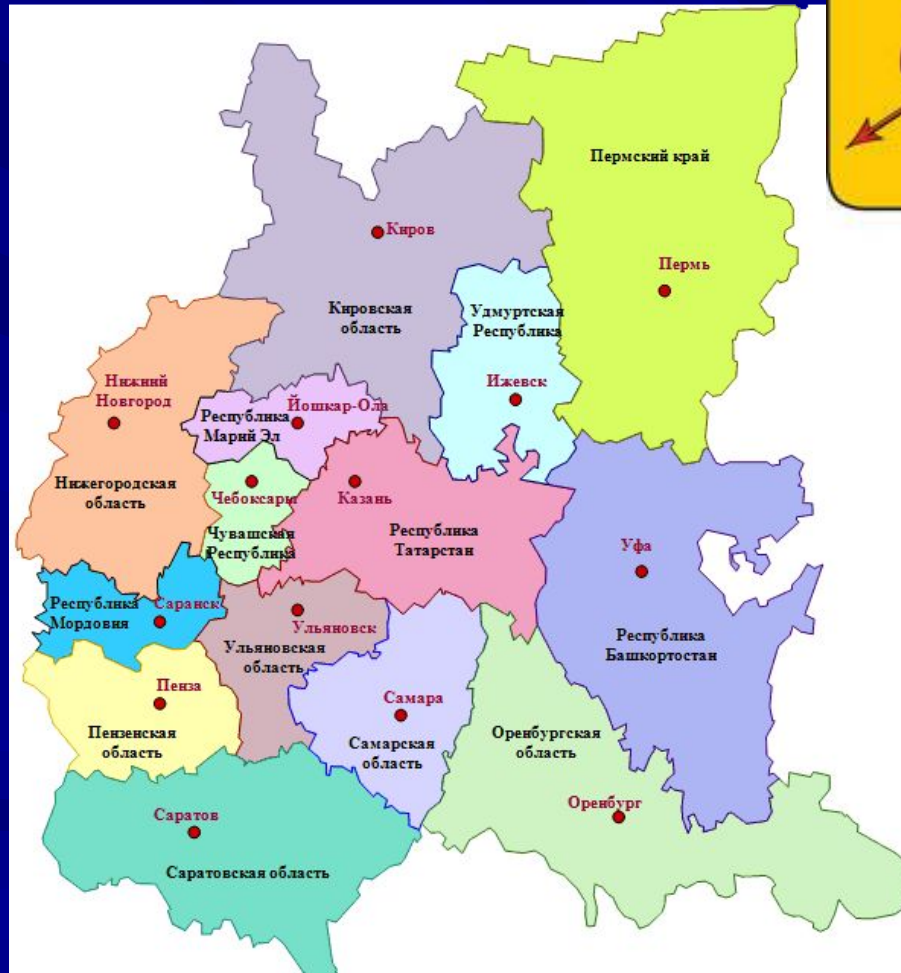 Пермский край
Киров
Пермь
Кировская
область
Удмуртская
Республика
Нижний
Новгород
Ижевск
Йошкар-Ола
Республика
Марий Эл
Нижегородская
область
Чебоксары
Казань
Чувашская
Республика
Республика
Татарстан
Уфа
Республика
Мордовия
Саранск
Ульяновск
Ульяновская
область
Республика
Башкортостан
Пенза
Самара
Пензенская
область
Самарская
область
Оренбургская
область
Оренбург
Саратов
Саратовская область